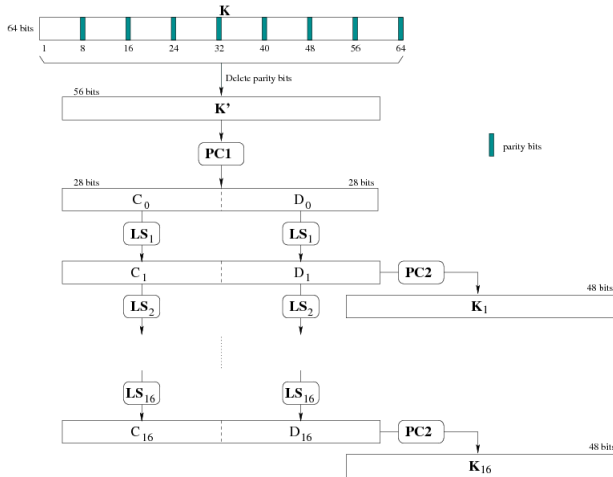 K
64 bits
1 8 16 24 32 40 48 56 64
Delete parity bits
56 bits
K'
PC1
parity bits
28 bits 28 bits
C0 D0
LS1 LS1
C1 D1 PC2
48 bits
LS2 LS2
K1
LS16 LS16
C16 D16 PC2
48 bits
K16